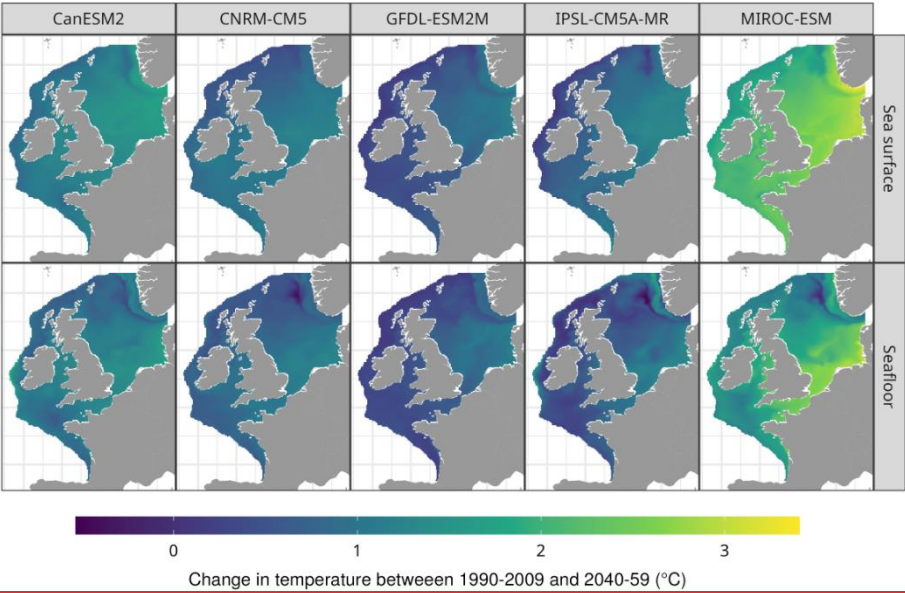 CanESM2 CNRM-CM5 GFDL-ESM2M IPSL-CM5A-MR MIROC-ESM
Sea surface
Seafloor
0 1 2 3
Change in temperature betweeen 1990-2009 and 2040-59 (°C)